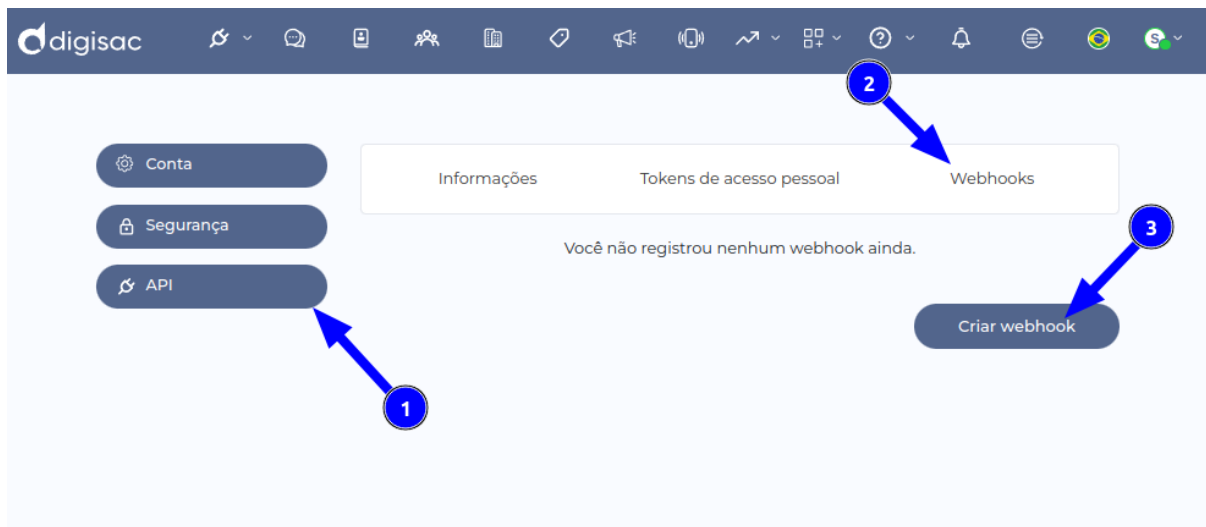 digisac
S
2
Conta
Informações Tokens de acesso pessoal Webhooks
Segurança
3
Você não registrou nenhum webhook ainda.
API
Criar webhook
1